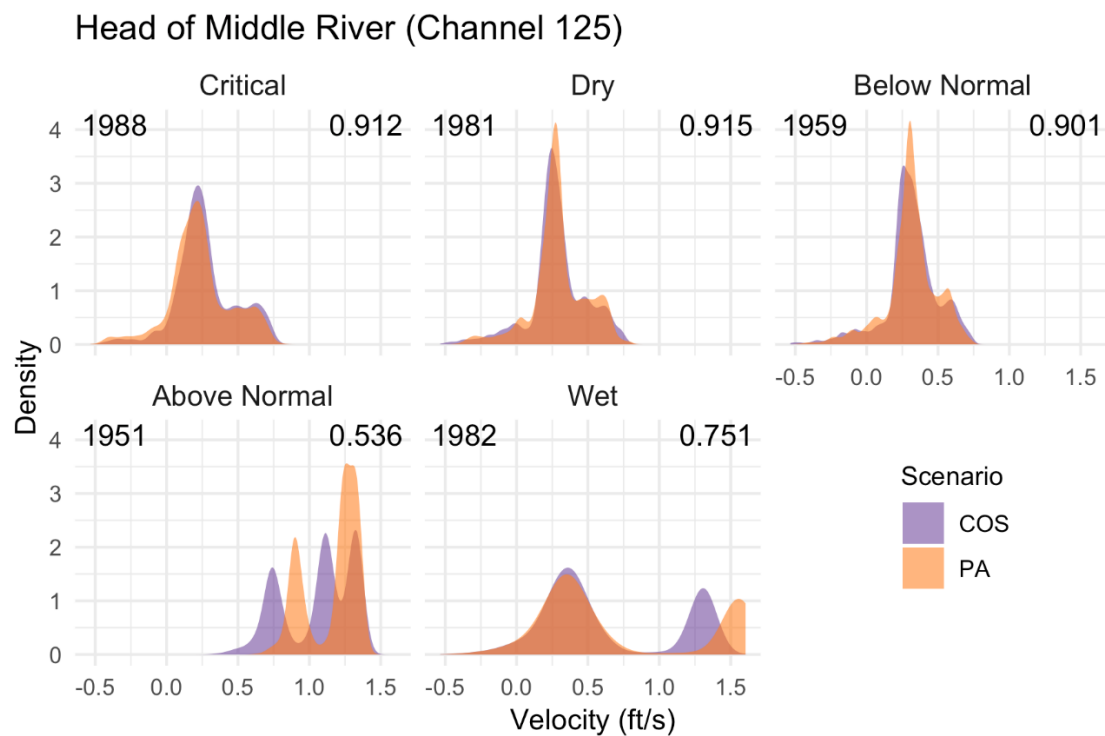 Head of Middle River (Channel 125)
Critical Dry Below Normal
1988 0.912 1981 0.915 1959 0.901
4
3
2
1
0
-0.5 0.0 0.5 1.0 1.5
Density
Above Normal Wet
1951 0.536 1982 0.751
4
3
2
1
0
-0.5 0.0 0.5 1.0 1.5 -0.5 0.0 0.5 1.0 1.5
Velocity (ft/s)
Scenario
COS
PA